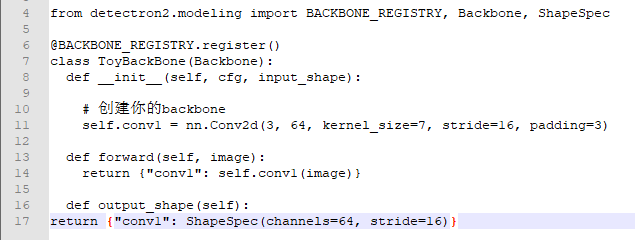 4 from detectron2.modeling import BACKBONE_REGISTRY, Backbone, ShapeSpec
5
6 @BACKBONE_REGISTRY.register()
7 class ToyBackBone(Backbone):
8   def __init__(self, cfg, input_shape):
9
10     # 创建你的backbone
11     self.conv1 = nn.Conv2d(3, 64, kernel_size=7, stride=16, padding=3)
12
13   def forward(self, image):
14     return {"conv1": self.conv1(image)}
15
16   def output_shape(self):
17 return {"conv1": ShapeSpec(channels=64, stride=16)}